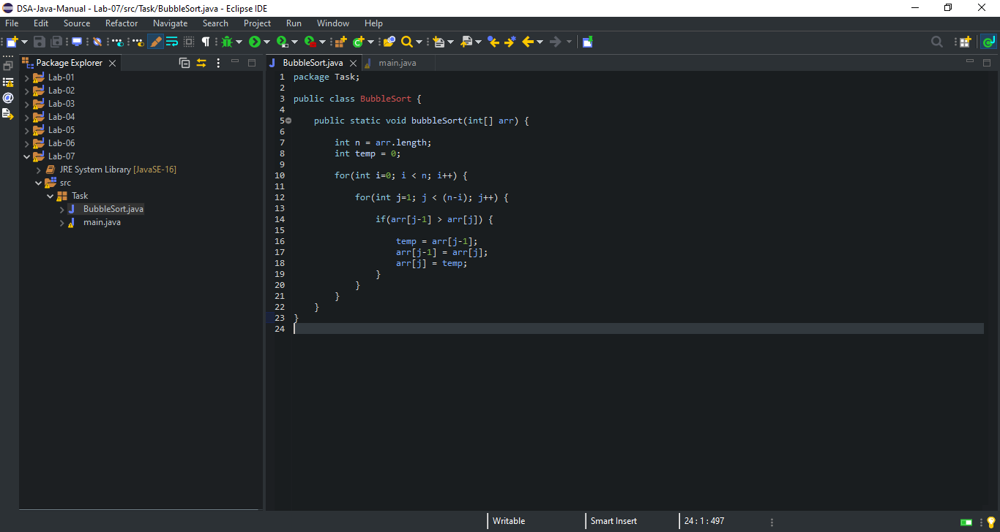 DSA-Java-Manual - Lab-07/src/Task/BubbleSort.java - Eclipse IDE
File Edit Source Refactor Navigate Search Project Run Window Help
Package Explorer
Lab-01
Lab-02
Lab-03
Lab-04
Lab-05
Lab-06
Lab-07
JRE System Library [JavaSE-16]
src
Task
BubbleSort.java
main.java
BubbleSort.java main.java
1 package Task;
2
3 public class BubbleSort {
4
5 public static void bubbleSort(int[] arr) {
6
7 int n = arr.length;
8 int temp = 0;
9
10 for(int i=0; i < n; i++) {
11
12 for(int j=1; j < (n-i); j++) {
13
14 if(arr[j-1] > arr[j]) {
15
16 temp = arr[j-1];
17 arr[j-1] = arr[j];
18 arr[j] = temp;
19 }
20 }
21 }
22 }
23 }
24
Writable Smart Insert 24 : 1 : 497